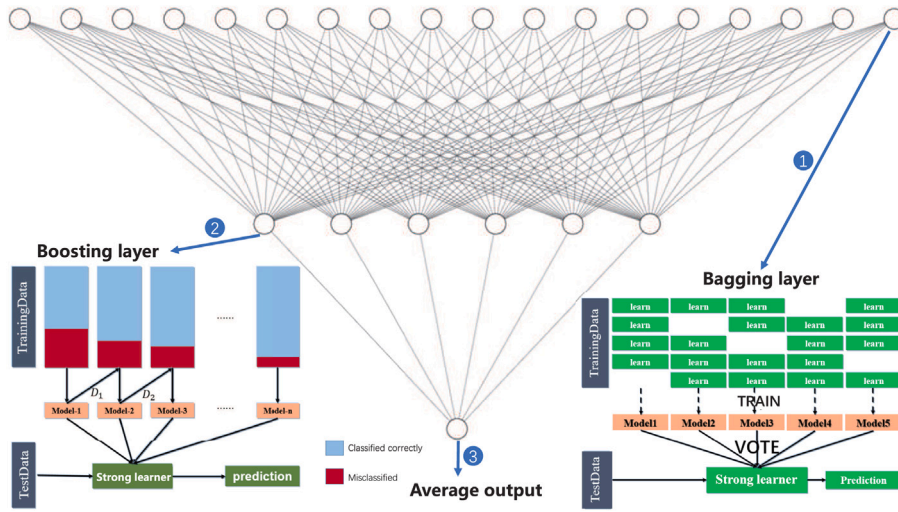 1
2
Boosting layer
TrainingData
......
D1
D2
Model-1
Model-2
Model-3
......
Model-n
TestData
Strong learner
prediction
Classified correctly
Misclassified
3
Average output
Bagging layer
TrainingData
learn learn learn learn
learn learn learn learn
learn learn learn learn
learn learn learn learn
learn learn learn learn
TRAIN
Model1 Model2 Model3 Model4 Model5
VOTE
TestData
Strong learner
Prediction